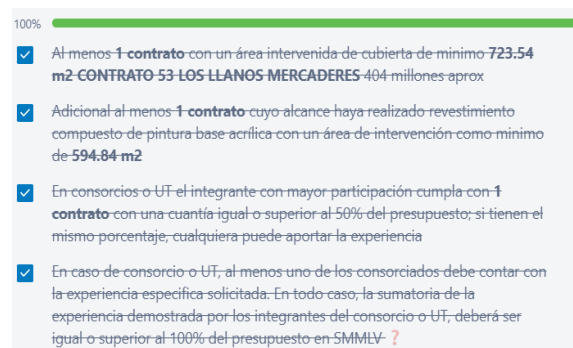 100%
Al menos 1 contrato con un área intervenida de cubierta de minimo 723.54
m2 CONTRATO 53 LOS LLANOS MERCADERES 404 millones aprox
Adicional al menos 1 contrato cuyo alcance haya realizado revestimiento
compuesto de pintura base acrílica con un área de intervención como minimo
de 594.84 m2
En consorcios o UT el integrante con mayor participación cumpla con 1
contrato con una cuantía igual o superior al 50% del presupuesto; si tienen el
mismo porcentaje, cualquiera puede aportar la experiencia
En caso de consorcio o UT, al menos uno de los consorciados debe contar con
la experiencia especifica solicitada. En todo caso, la sumatoria de la
experiencia demostrada por los integrantes del consorcio o UT, deberá ser
igual o superior al 100% del presupuesto en SMMLV ❓